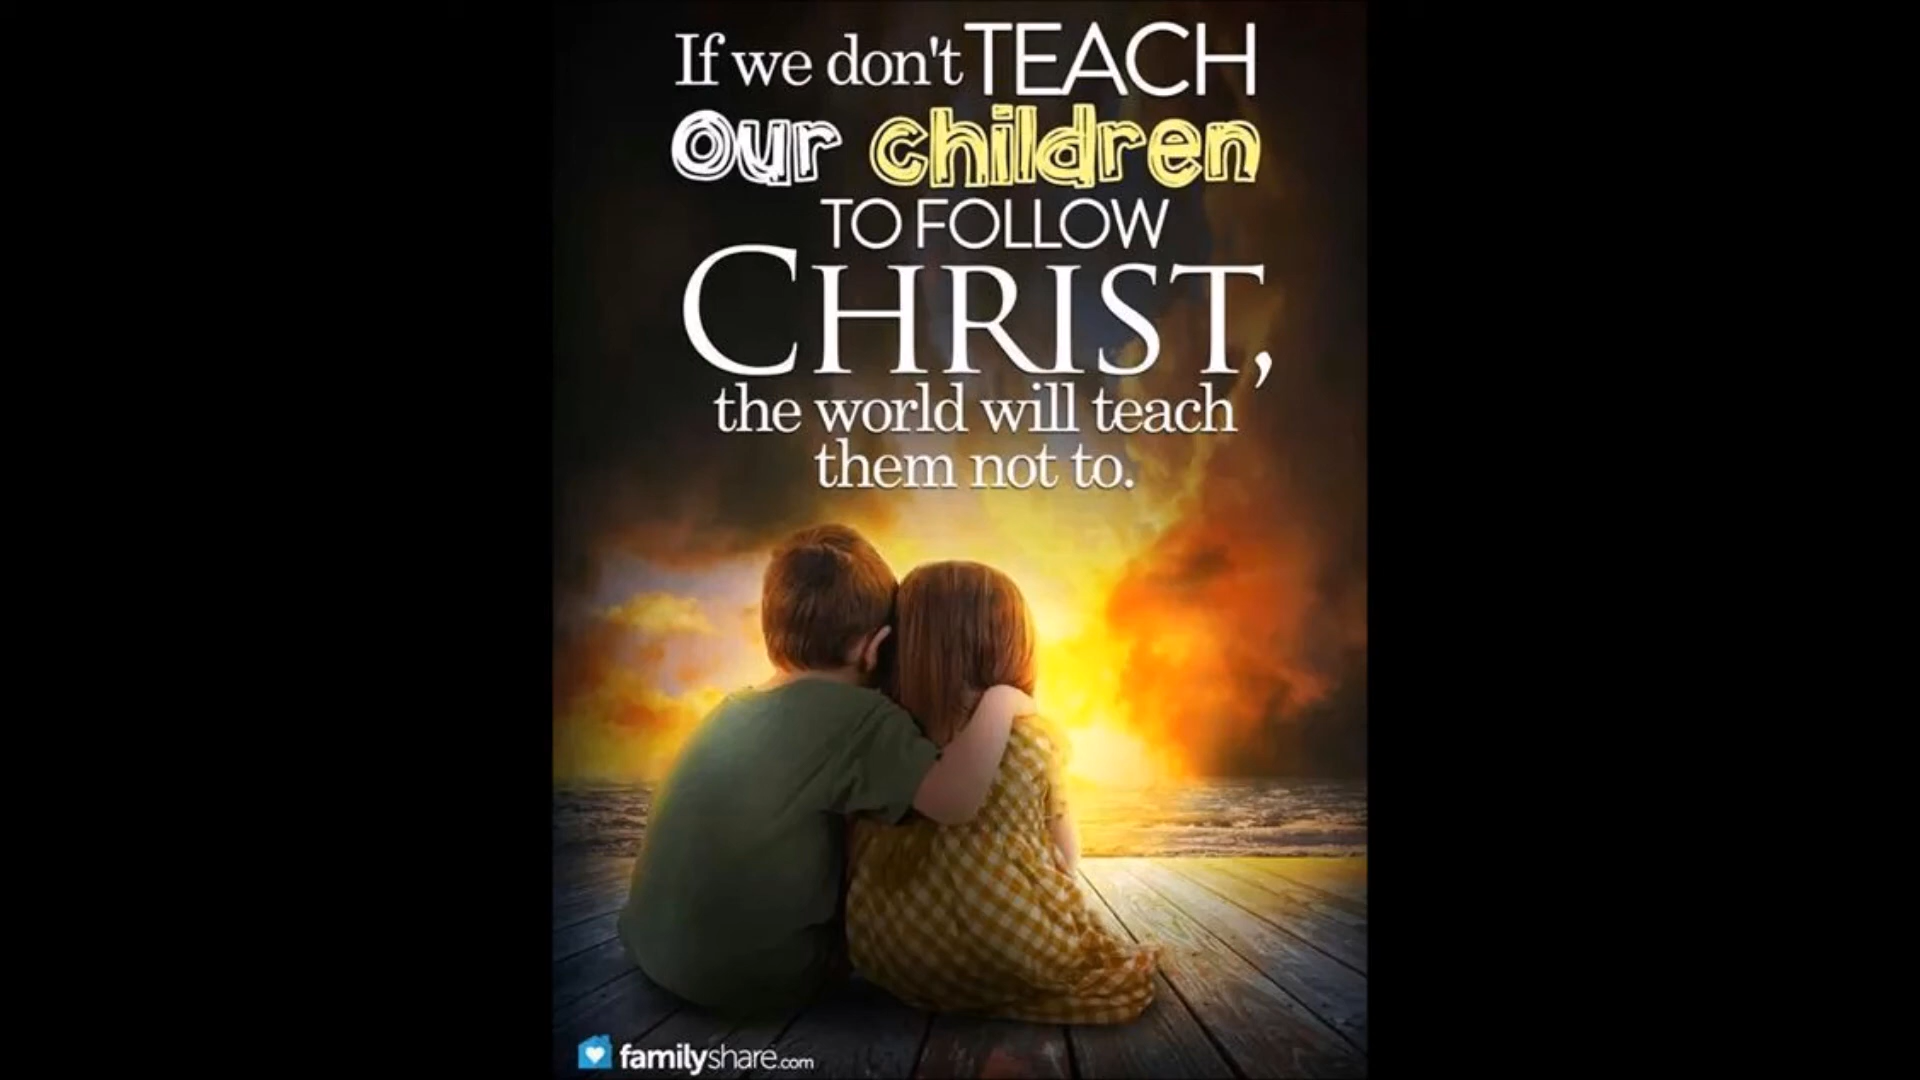 If we don't TEACH
our children
TO FOLLOW
CHRIST,
the world will teach
them not to.
familyshare.com